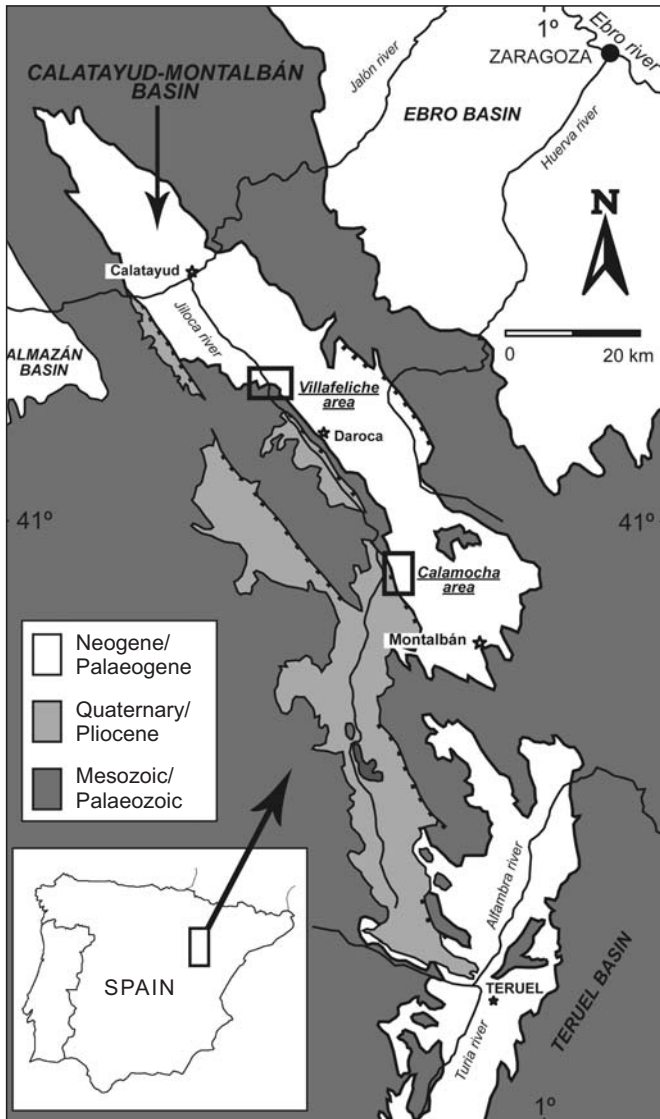 1º
Ebro river
ZARAGOZA
Jalón river
CALATAYUD-MONTALBÁN
BASIN
EBRO BASIN
Huerva river
N
Calatayud
Jiloca river
0 20 km
ALMAZÁN
BASIN
Villafeliche
area
Daroca
41º
41º
Calamocha
area
Montalbán
Neogene/
Palaeogene
Quaternary/
Pliocene
Mesozoic/
Palaeozoic
SPAIN
Alfambra river
TERUEL
TERUEL BASIN
Turia river
1º